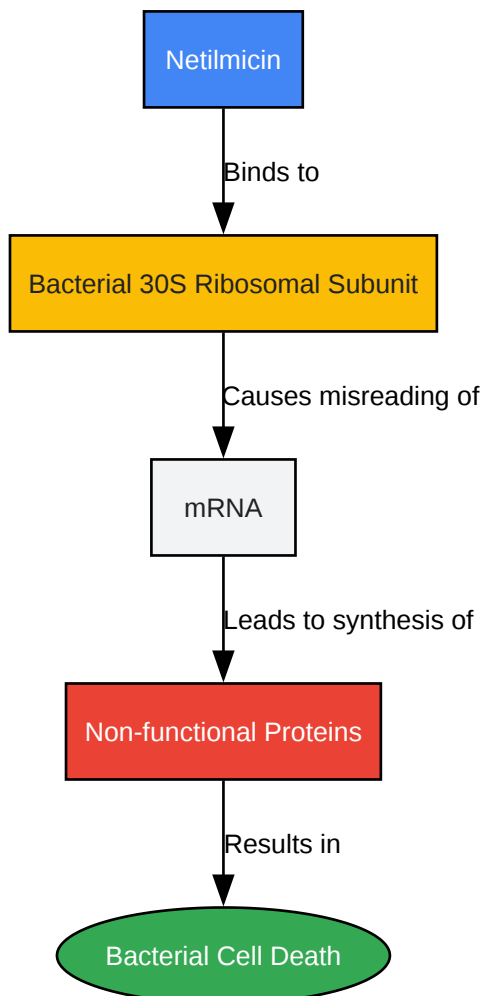 Netilmicin
Binds to
Bacterial 30S Ribosomal Subunit
Causes misreading of
mRNA
Leads to synthesis of
Non-functional Proteins
Results in
Bacterial Cell Death